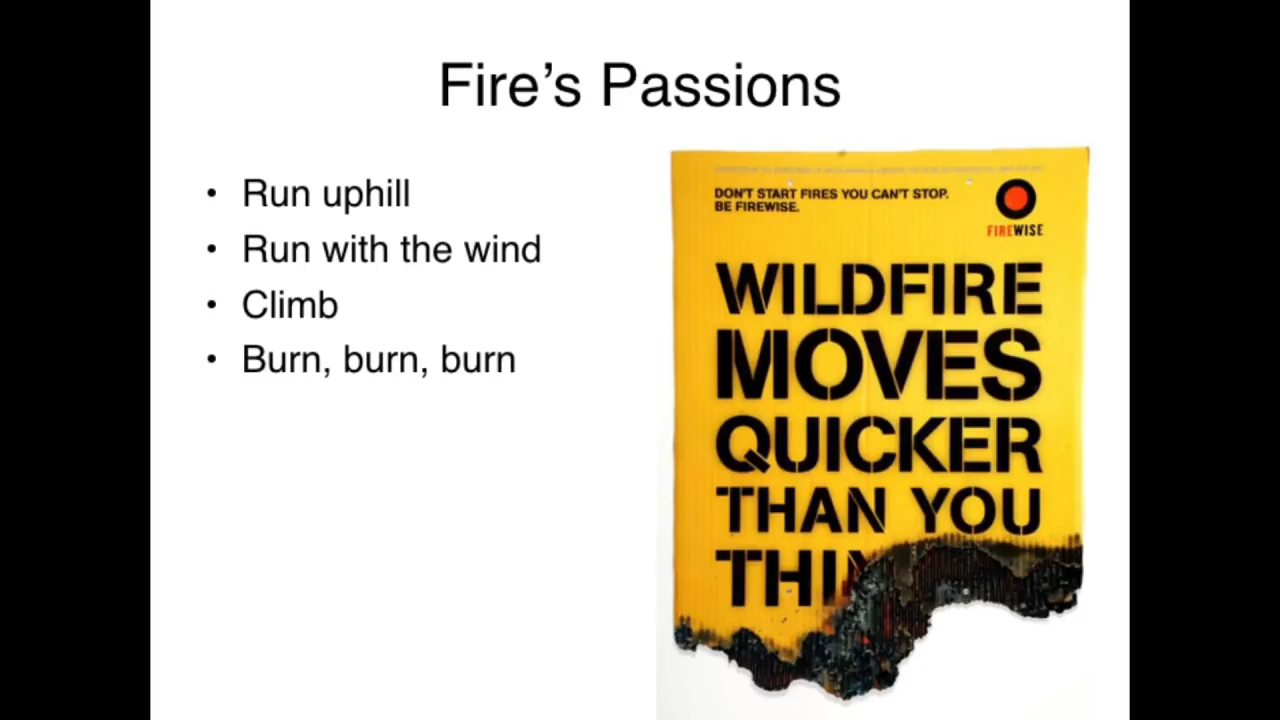 Fire’s Passions
• Run uphill
• Run with the wind
• Climb
• Burn, burn, burn
DON'T START FIRES YOU CAN'T STOP.
BE FIREWISE.
FIREWISE
WILDFIRE
MOVES
QUICKER
THAN YOU
THI